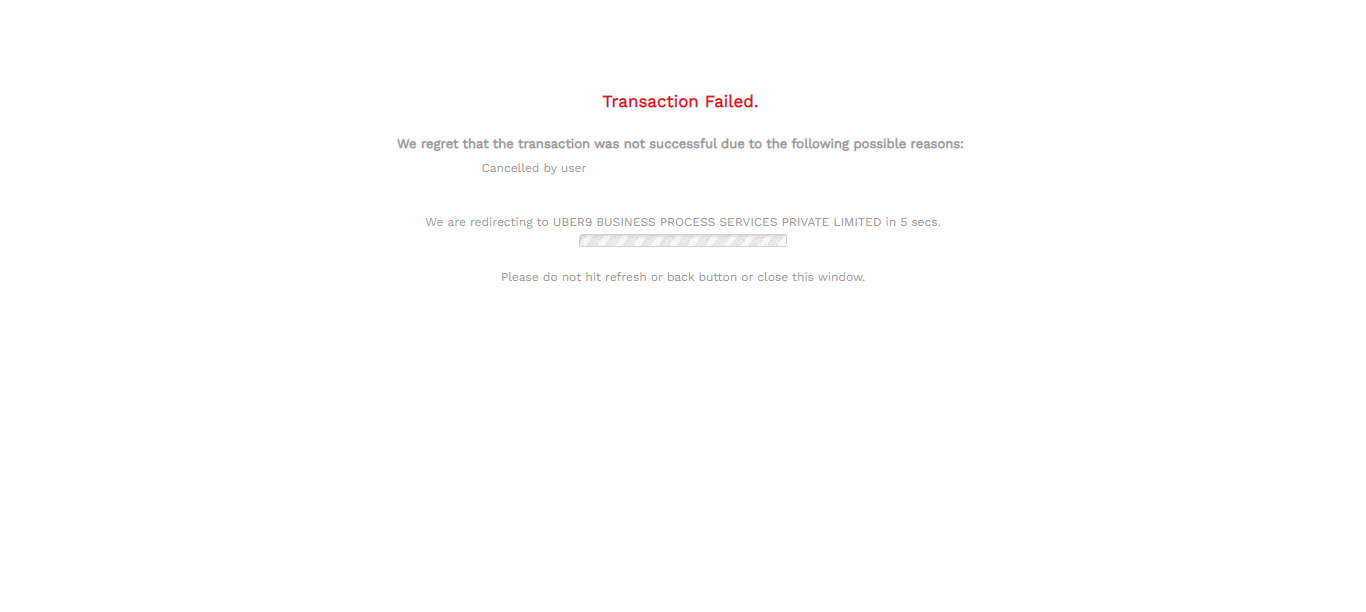 Transaction Failed.
We regret that the transaction was not successful due to the following possible reasons:
Cancelled by user
We are redirecting to UBER9 BUSINESS PROCESS SERVICES PRIVATE LIMITED in 5 secs.
Please do not hit refresh or back button or close this window.